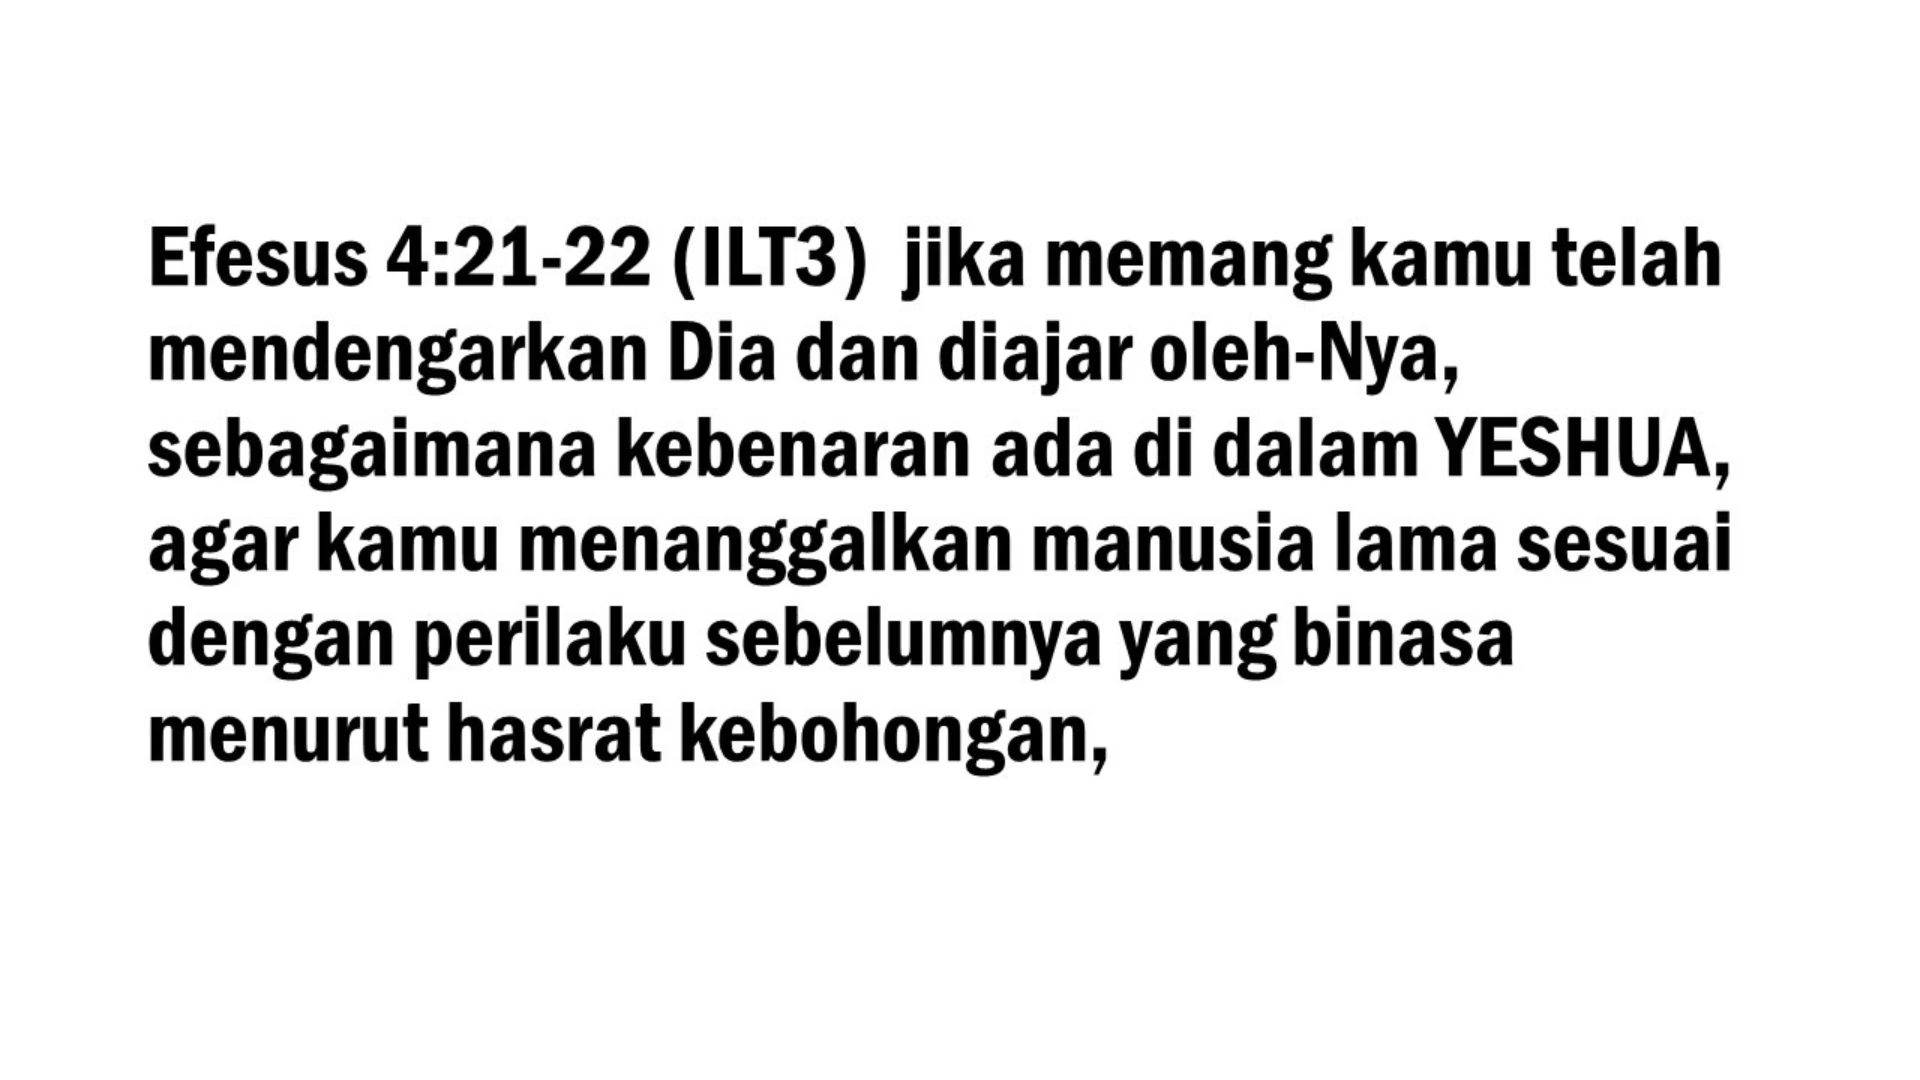 Efesus 4:21-22 (ILT3)  jika memang kamu telah
mendengarkan Dia dan diajar oleh-Nya,
sebagaimana kebenaran ada di dalam YESHUA,
agar kamu menanggalkan manusia lama sesuai
dengan perilaku sebelumnya yang binasa
menurut hasrat kebohongan,